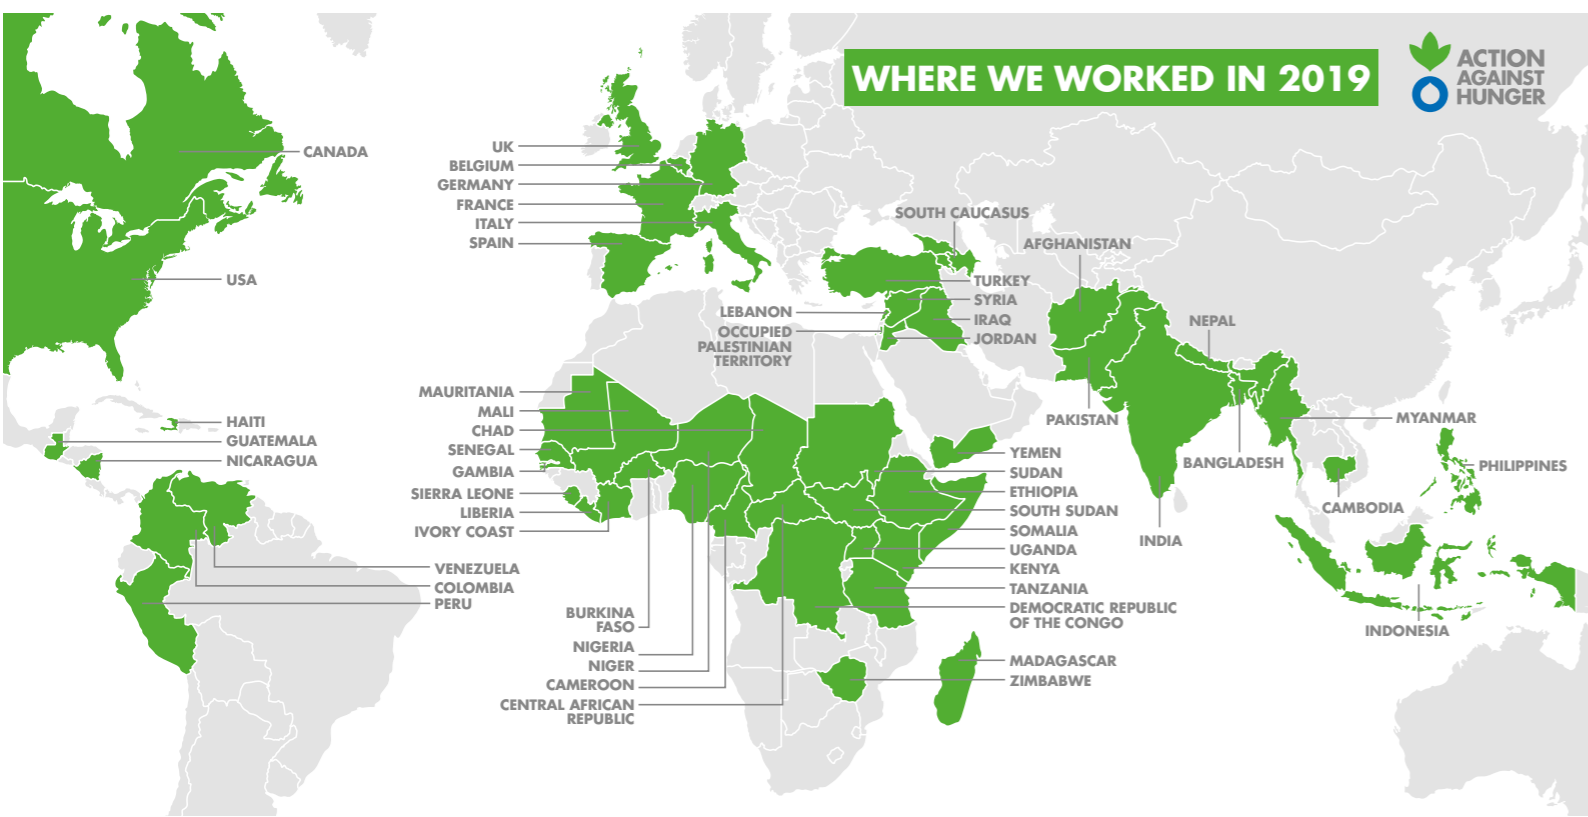 WHERE WE WORKED IN 2019
ACTION
AGAINST
HUNGER
CANADA
USA
HAITI
GUATEMALA
NICARAGUA
VENEZUELA
COLOMBIA
PERU
UK
BELGIUM
GERMANY
FRANCE
ITALY
SPAIN
SOUTH CAUCASUS
AFGHANISTAN
TURKEY
SYRIA
IRAQ
JORDAN
LEBANON
OCCUPIED
PALESTINIAN
TERRITORY
NEPAL
PAKISTAN
BANGLADESH
INDIA
MYANMAR
PHILIPPINES
CAMBODIA
INDONESIA
MAURITANIA
MALI
CHAD
SENEGAL
GAMBIA
SIERRA LEONE
LIBERIA
IVORY COAST
BURKINA
FASO
NIGERIA
NIGER
CAMEROON
CENTRAL AFRICAN
REPUBLIC
YEMEN
SUDAN
ETHIOPIA
SOUTH SUDAN
SOMALIA
UGANDA
KENYA
TANZANIA
DEMOCRATIC REPUBLIC
OF THE CONGO
MADAGASCAR
ZIMBABWE